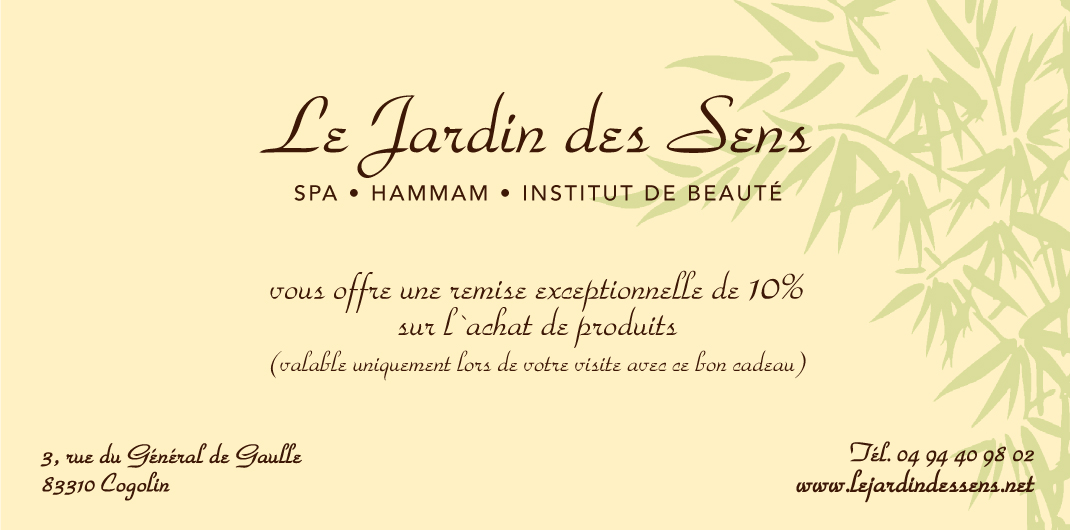 Le Jardin des Sens
SPA • HAMMAM • INSTITUT DE BEAUTÉ
vous offre une remise exceptionnelle de 10%
sur l`achat de produits
(valable uniquement lors de votre visite avec ce bon cadeau)
3, rue du Général de Gaulle
83310 Cogolin
Tél. 04 94 40 98 02
www.lejardindessens.net